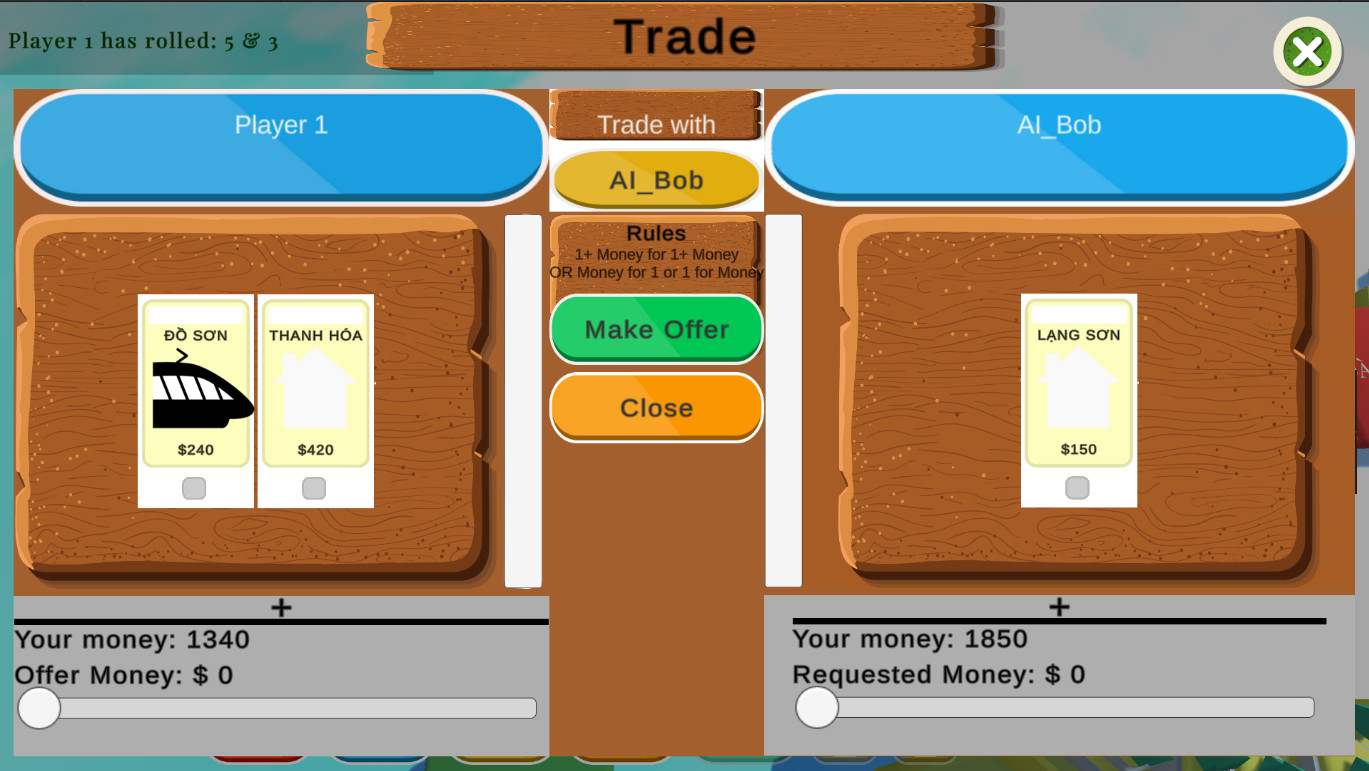 Player 1 has rolled: 5 & 3
Trade
Player 1
Trade with
AI_Bob
AI_Bob
Rules
1+ Money for 1+ Money
OR Money for 1 or 1 for Money
Make Offer
Close
ĐỒ SƠN
$240
THANH HÓA
$420
LẠNG SƠN
$150
+
Your money: 1340
Offer Money: $ 0
+
Your money: 1850
Requested Money: $ 0